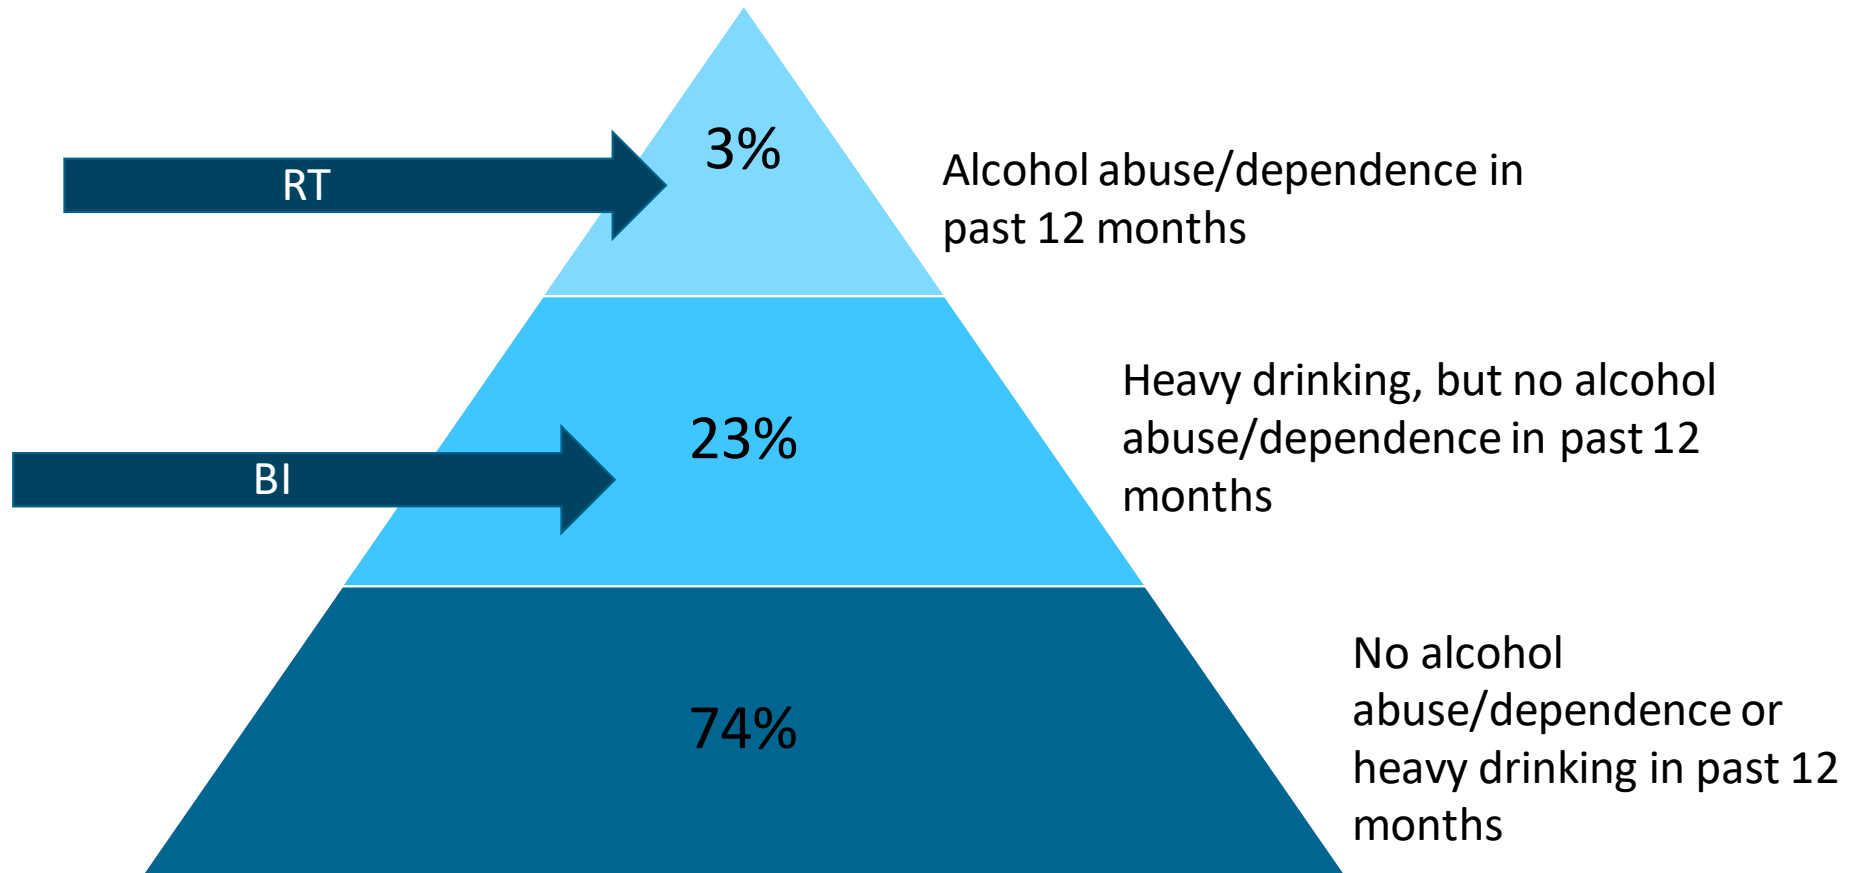 3%
RT
Alcohol abuse/dependence in
past 12 months
23%
BI
Heavy drinking, but no alcohol
abuse/dependence in past 12
months
74%
No alcohol
abuse/dependence or
heavy drinking in past 12
months